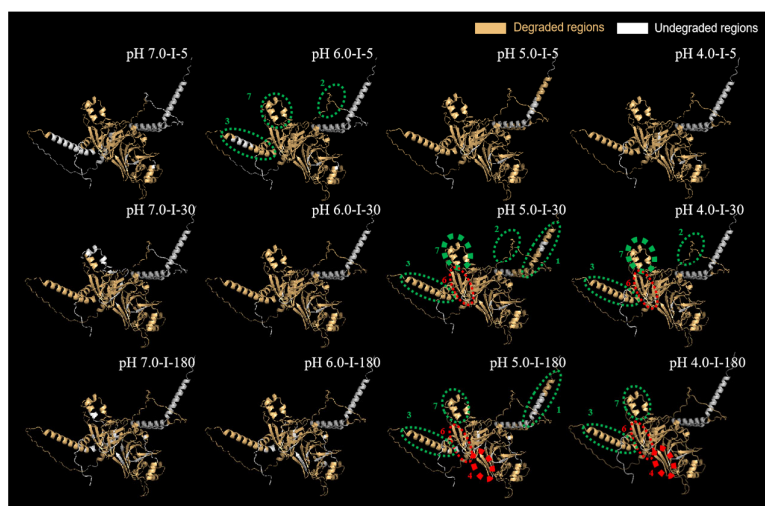 Degraded regions Undegraded regions
pH 7.0-I-5 pH 6.0-I-5 pH 5.0-I-5 pH 4.0-I-5
7 2
3
pH 7.0-I-30 pH 6.0-I-30 pH 5.0-I-30 pH 4.0-I-30
2 2
7 7
3 1 3
6 6
pH 7.0-I-180 pH 6.0-I-180 pH 5.0-I-180 pH 4.0-I-180
7 1 7
3 6 3 6
4 4